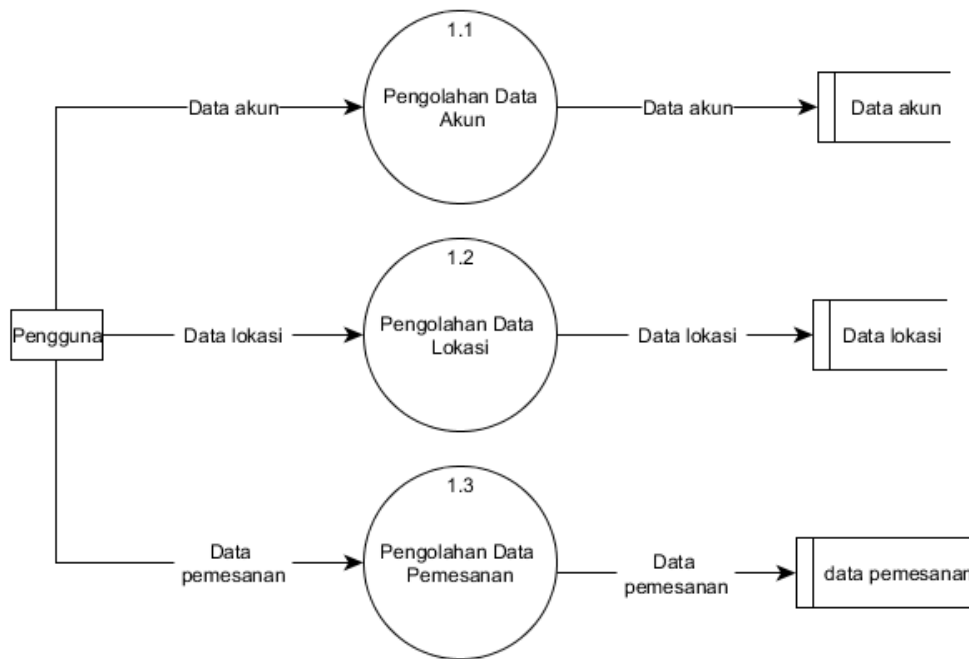 1.1
Data akun
Pengolahan Data
Akun
Data akun
Data akun
1.2
Pengguna
Data lokasi
Pengolahan Data
Lokasi
Data lokasi
Data lokasi
1.3
Data
pemesanan
Pengolahan Data
Pemesanan
Data
pemesanan
data pemesanan